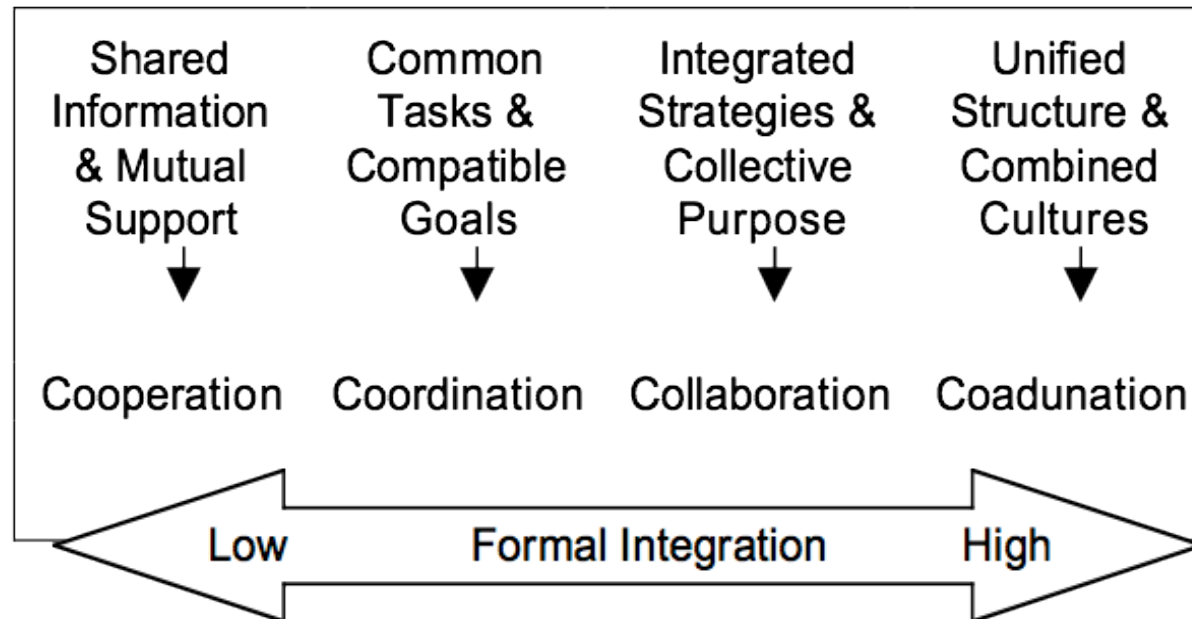 Shared
Information
& Mutual
Support
Common
Tasks &
Compatible
Goals
Integrated
Strategies &
Collective
Purpose
Unified
Structure &
Combined
Cultures
Cooperation
Coordination
Collaboration
Coadunation
Low
Formal Integration
High